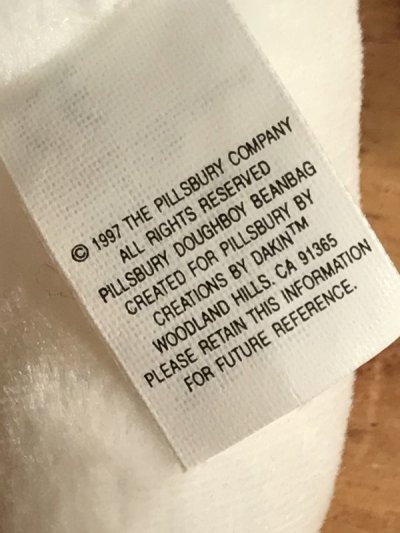 © 1997 THE PILLSBURY COMPANY
ALL RIGHTS RESERVED
PILLSBURY DOUGHBOY BEANBAG
CREATED FOR PILLSBURY BY
CREATIONS BY DAKIN™
WOODLAND HILLS. CA 91365
PLEASE RETAIN THIS INFORMATION
FOR FUTURE REFERENCE.